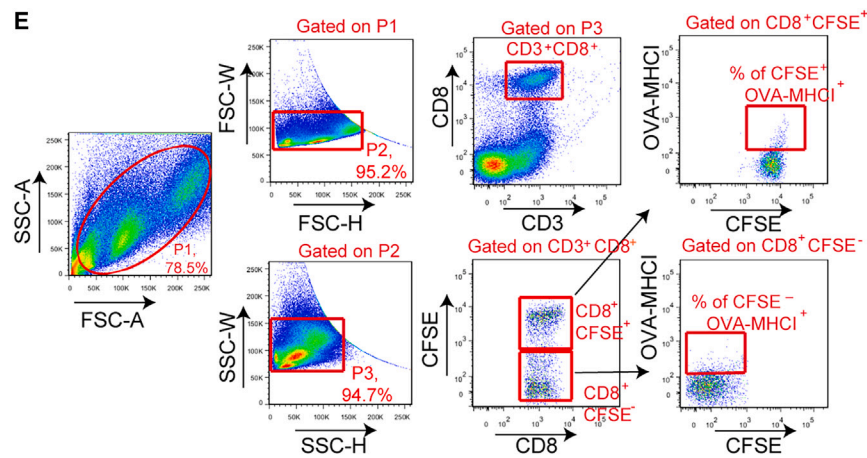 E
Gated on P1
FSC-W
250K
200K
150K
100K
50K
0
P2,
95.2%
0 50K 100K 150K 200K 250K
FSC-H
Gated on P3
CD3⁺CD8⁺
CD8
10⁵
10⁴
10³
10²
0
0 10² 10³ 10⁴ 10⁵
CD3
Gated on CD8⁺CFSE⁺
% of CFSE⁺
OVA-MHCI⁺
OVA-MHCI
10⁵
10⁴
10³
10²
0
0 10² 10³ 10⁴ 10⁵
CFSE
SSC-A
250K
200K
150K
100K
50K
0
P1,
78.5%
0 50K 100K 150K 200K 250K
FSC-A
Gated on P2
SSC-W
250K
200K
150K
100K
50K
0
P3,
94.7%
0 50K 100K 150K 200K 250K
SSC-H
Gated on CD3⁺CD8⁺
CFSE
10⁵
10⁴
10³
10²
0
CD8⁺
CFSE⁺
CD8⁺
CFSE⁻
0 10² 10³ 10⁴ 10⁵
CD8
Gated on CD8⁺CFSE⁻
% of CFSE⁻
OVA-MHCI⁺
OVA-MHCI
10⁵
10⁴
10³
10²
0
0 10² 10³ 10⁴ 10⁵
CFSE